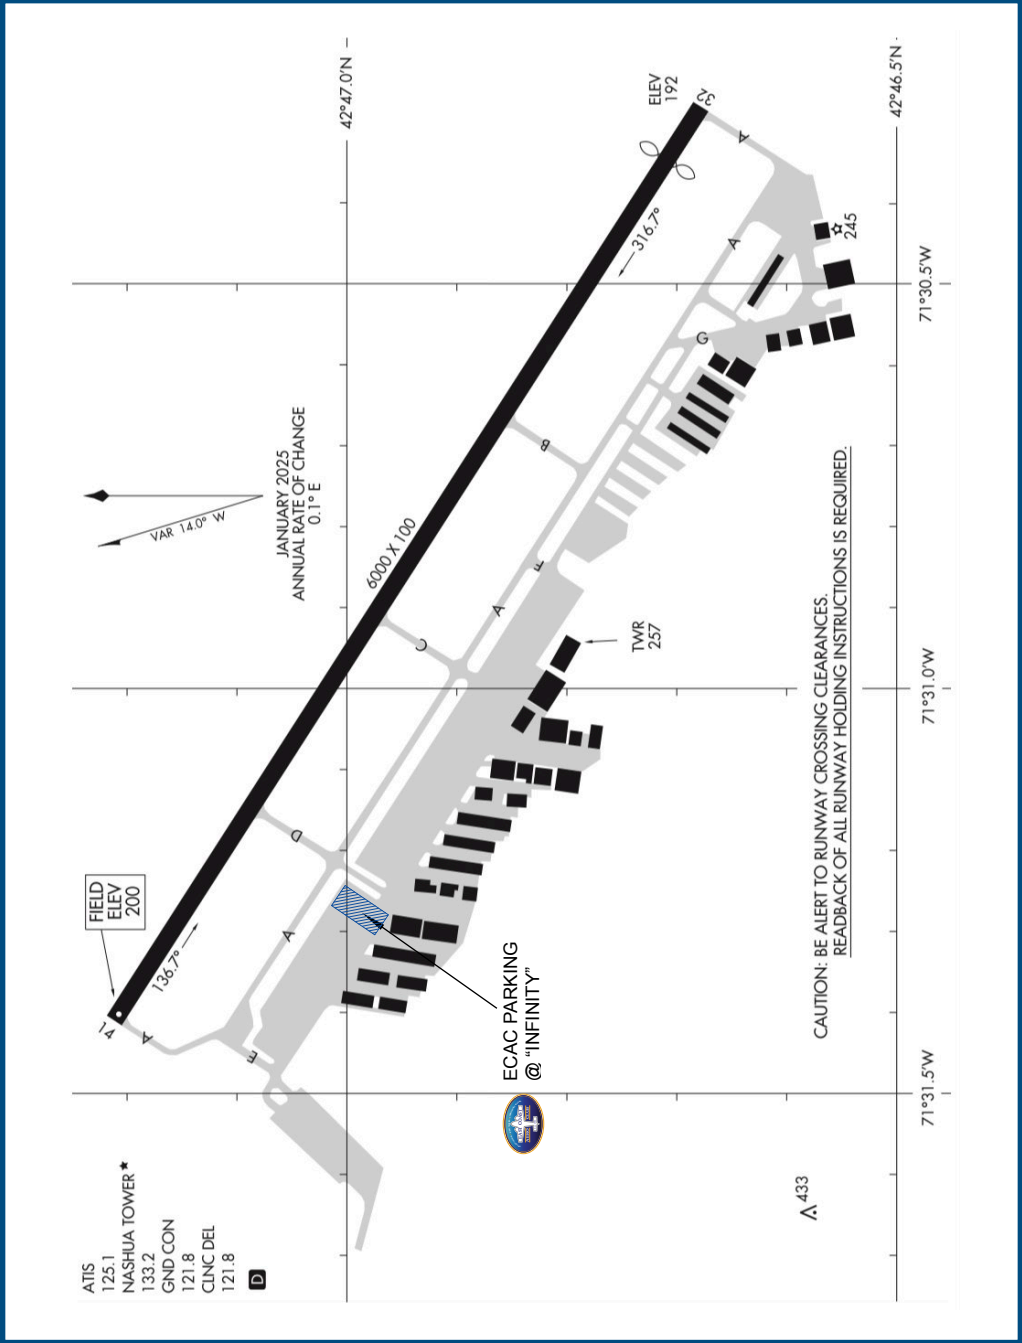 ATIS
125.1
NASHUA TOWER★
133.2
GND CON
121.8
CLNC DEL
121.8
D
FIELD
ELEV
200
14
136.7°
A
E
A
D
VAR 14.0° W
JANUARY 2025
ANNUAL RATE OF CHANGE
0.1° E
6000 X 100
C
A
F
B
316.7°
ELEV
192
32
A
A
G
245
TWR
257
ECAC PARKING
@ "INFINITY"
433
CAUTION: BE ALERT TO RUNWAY CROSSING CLEARANCES.
READBACK OF ALL RUNWAY HOLDING INSTRUCTIONS IS REQUIRED.
42°47.0'N
42°46.5'N
71°30.5'W
71°31.0'W
71°31.5'W